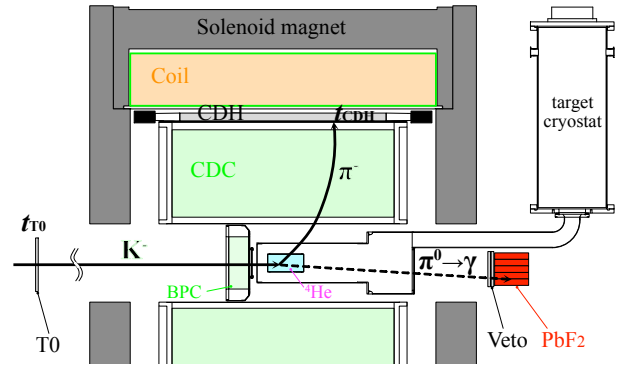 Solenoid magnet
Coil
CDH
tCDH
CDC
π-
target
cryostat
tT0
K-
π0→γ
BPC
4He
T0
Veto
PbF2